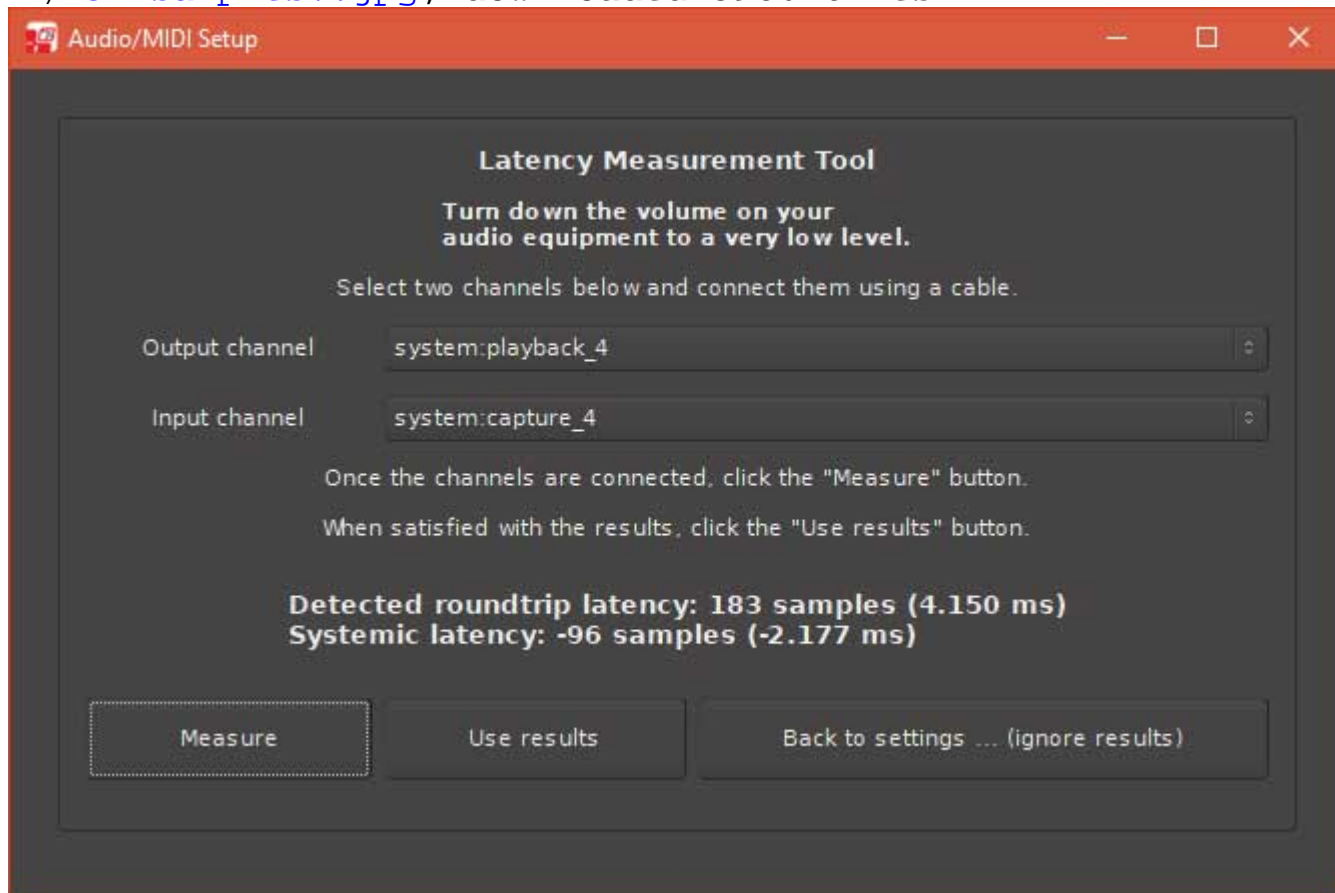 Audio/MIDI Setup
Latency Measurement Tool
Turn down the volume on your
audio equipment to a very low level.
Select two channels below and connect them using a cable.
Output channel system:playback_4
Input channel system:capture_4
Once the channels are connected, click the "Measure" button.
When satisfied with the results, click the "Use results" button.
Detected roundtrip latency: 183 samples (4.150 ms)
Systemic latency: -96 samples (-2.177 ms)
Measure Use results Back to settings ... (ignore results)